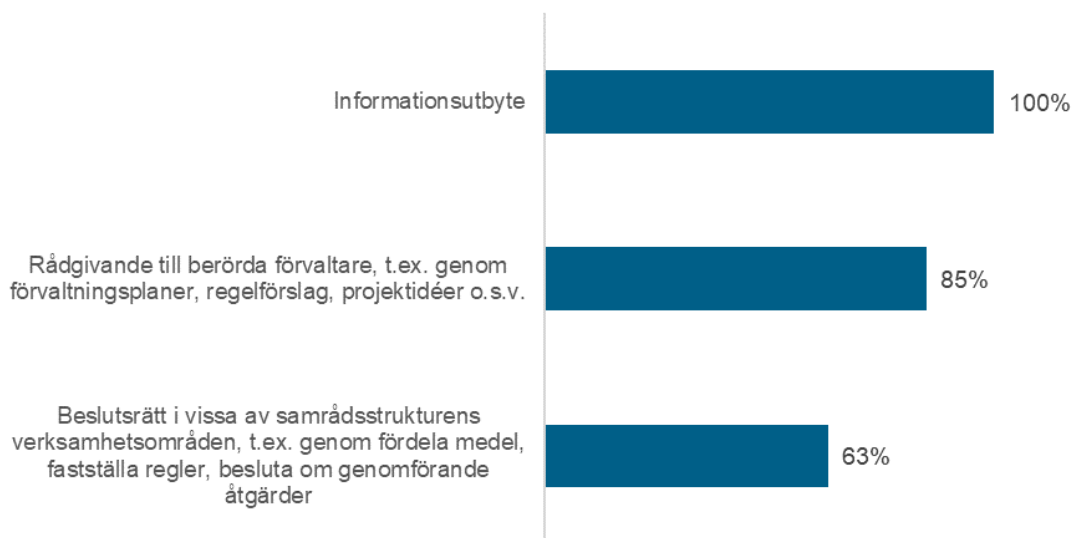 Informationsutbyte
100%
Rådgivande till berörda förvaltare, t.ex. genom
förvaltningsplaner, regelförslag, projektidéer o.s.v.
85%
Beslutsrätt i vissa av samrådsstrukturens
verksamhetsområden, t.ex. genom fördela medel,
fastställa regler, besluta om genomförande
åtgärder
63%